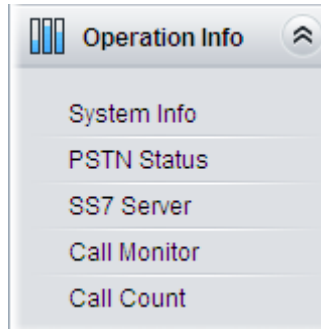 Operation Info
System Info
PSTN Status
SS7 Server
Call Monitor
Call Count